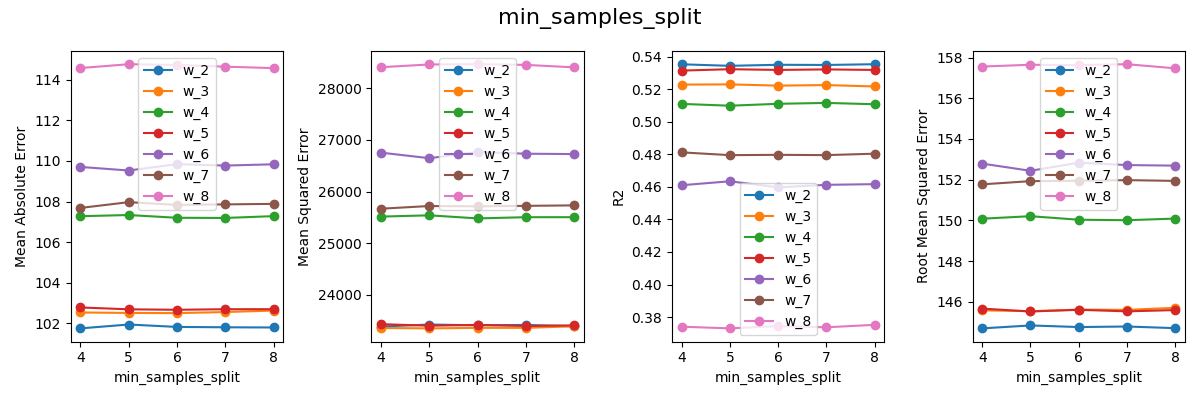 min_samples_split
Mean Absolute Error
114
112
110
108
106
104
102
w_2
w_3
w_4
w_5
w_6
w_7
w_8
4 5 6 7 8
min_samples_split
Mean Squared Error
28000
27000
26000
25000
24000
w_2
w_3
w_4
w_5
w_6
w_7
w_8
4 5 6 7 8
min_samples_split
R2
0.54
0.52
0.50
0.48
0.46
0.44
0.42
0.40
0.38
w_2
w_3
w_4
w_5
w_6
w_7
w_8
4 5 6 7 8
min_samples_split
Root Mean Squared Error
158
156
154
152
150
148
146
w_2
w_3
w_4
w_5
w_6
w_7
w_8
4 5 6 7 8
min_samples_split